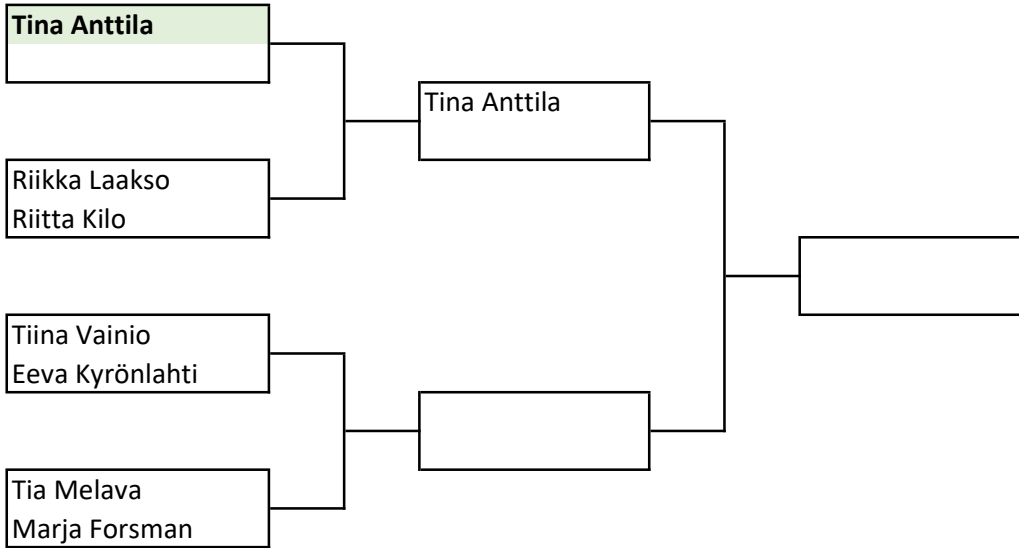 Tina Anttila
Tina Anttila
Riikka Laakso
Riitta Kilo
Tiina Vainio
Eeva Kyrönlahti
Tia Melava
Marja Forsman